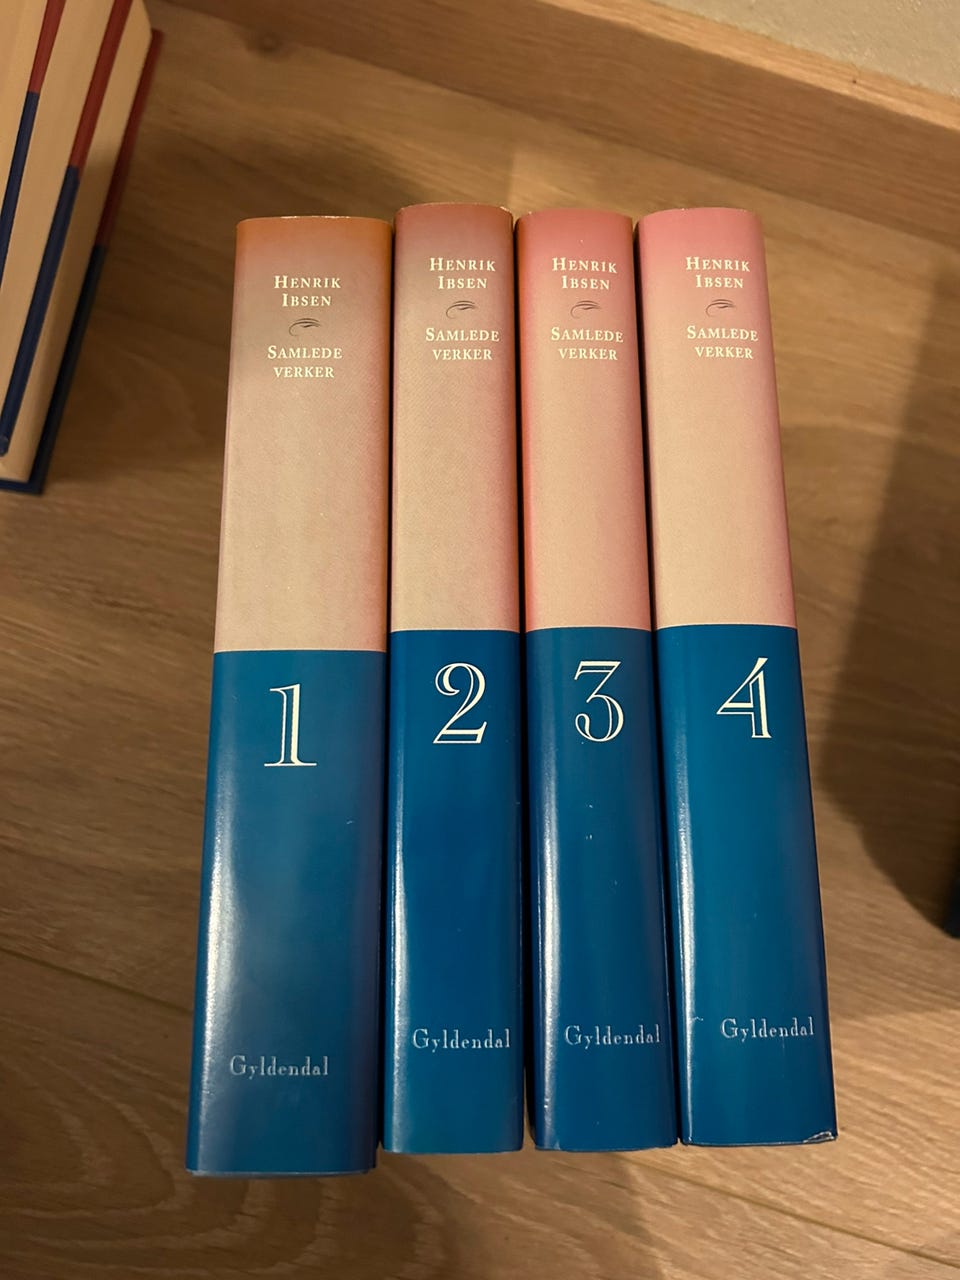 HENRIK
IBSEN
SAMLEDE
VERKER
1
Gyldendal
HENRIK
IBSEN
SAMLEDE
VERKER
2
Gyldendal
HENRIK
IBSEN
SAMLEDE
VERKER
3
Gyldendal
HENRIK
IBSEN
SAMLEDE
VERKER
4
Gyldendal